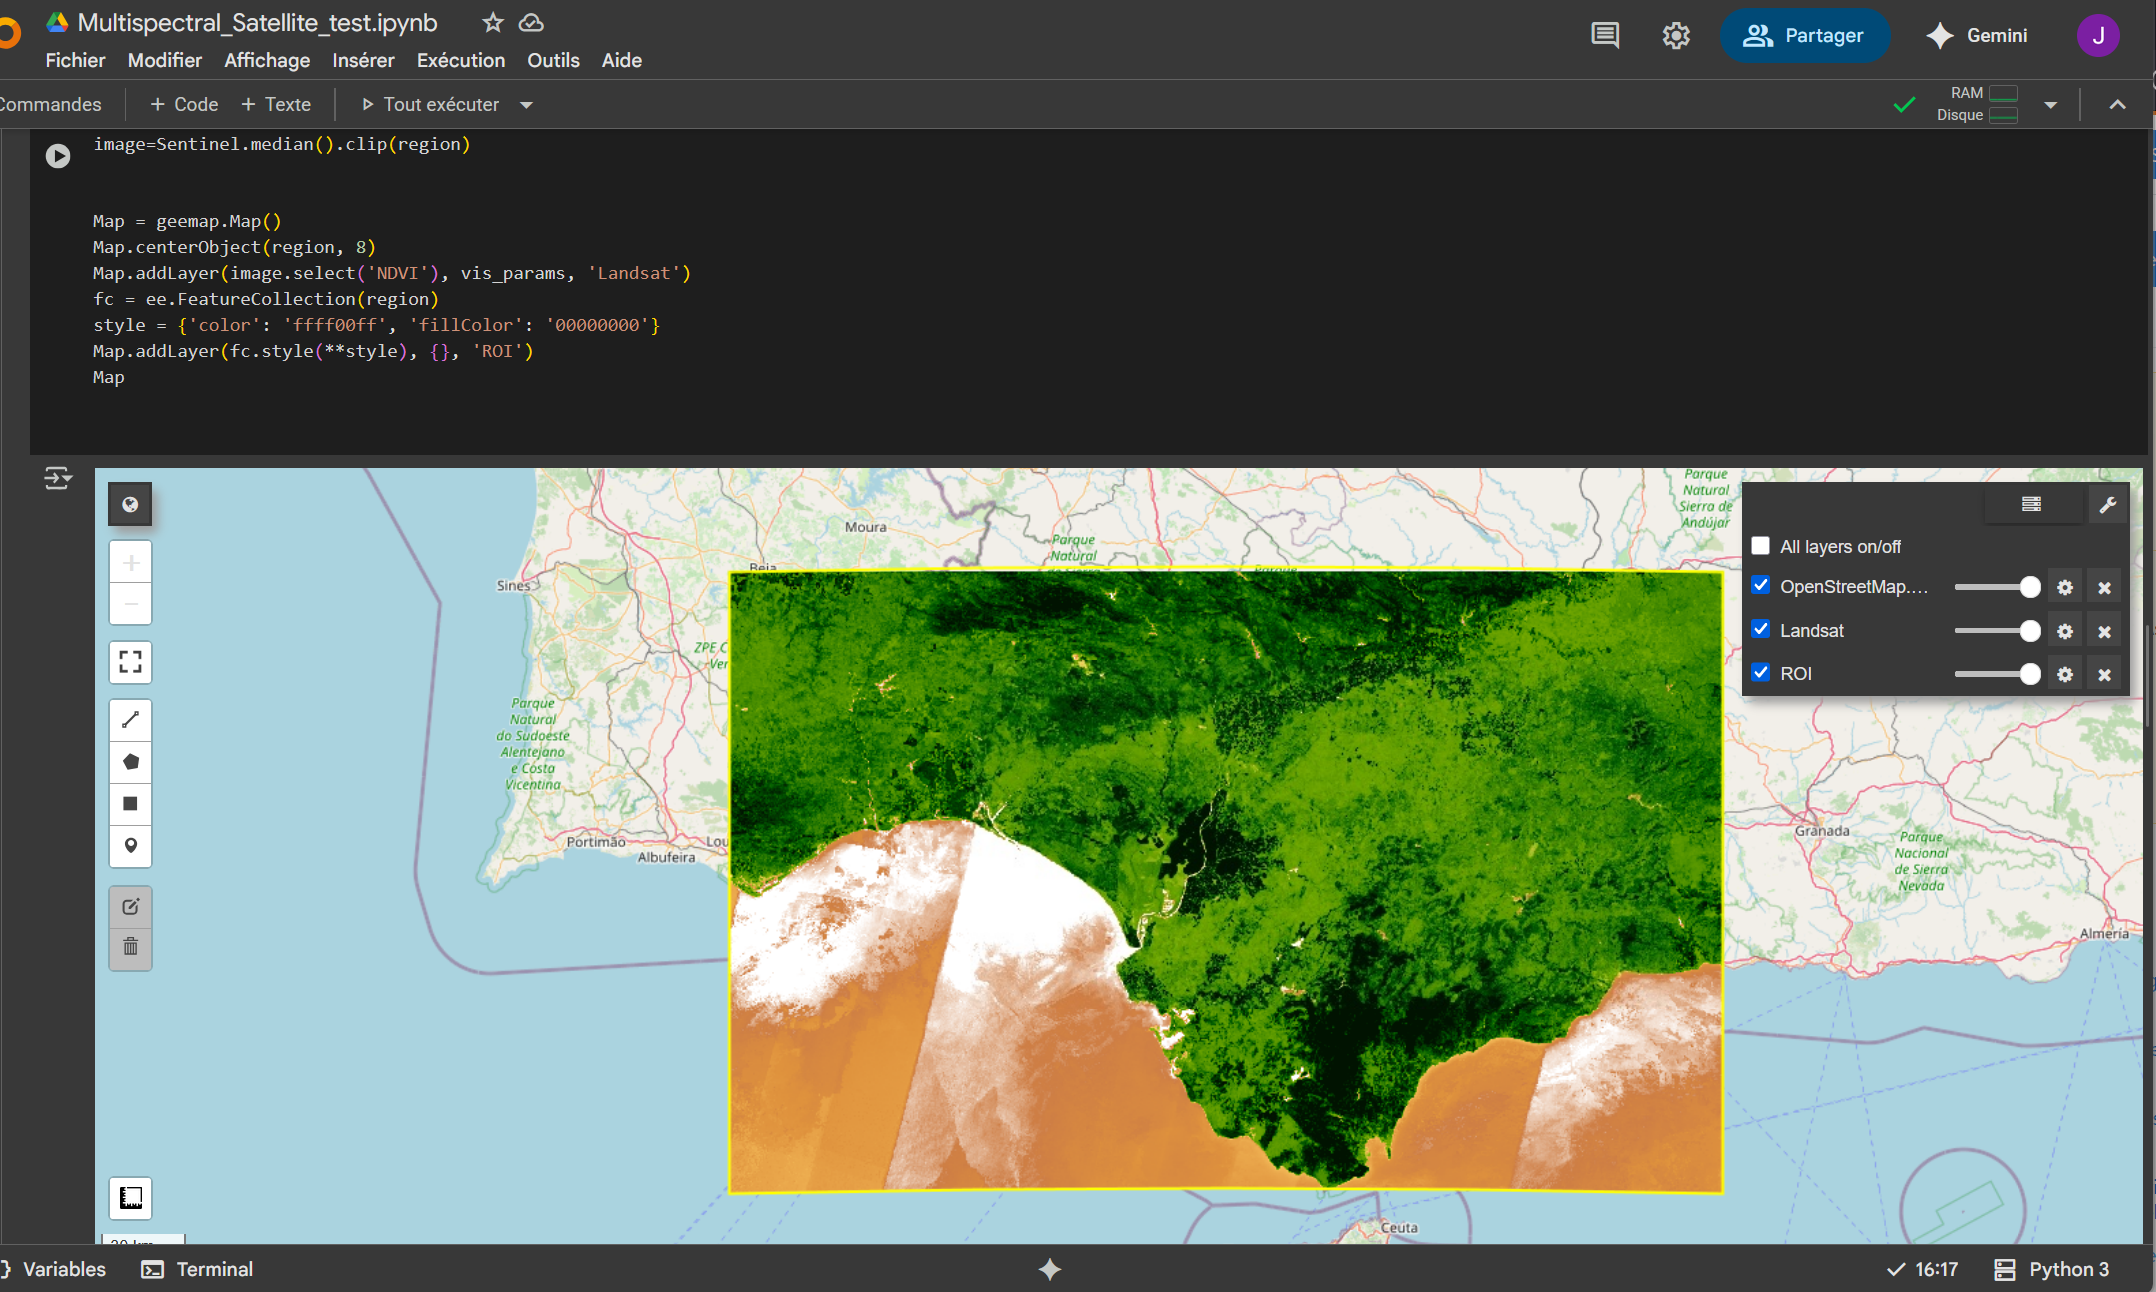 Multispectral_Satellite_test.ipynb
Fichier Modifier Affichage Insérer Exécution Outils Aide
Partager
Gemini
J
Commandes + Code + Texte Tout exécuter
RAM
Disque
image=Sentinel.median().clip(region)
Map = geemap.Map()
Map.centerObject(region, 8)
Map.addLayer(image.select('NDVI'), vis_params, 'Landsat')
fc = ee.FeatureCollection(region)
style = {'color': 'ffff00ff', 'fillColor': '00000000'}
Map.addLayer(fc.style(**style), {}, 'ROI')
Map
Parque
Natural
Sierra de
Andújar
Moura
Parque
Natural
Beja
Sines
All layers on/off
OpenStreetMap....
Landsat
ROI
ZPE C
Ver
Parque
Natural
do Sudoeste
Alentejano
e Costa
Vicentina
Portimão
Albufeira
Lou
Granada
Parque
Nacional
de Sierra
Nevada
Almería
Ceuta
Variables Terminal
16:17 Python 3